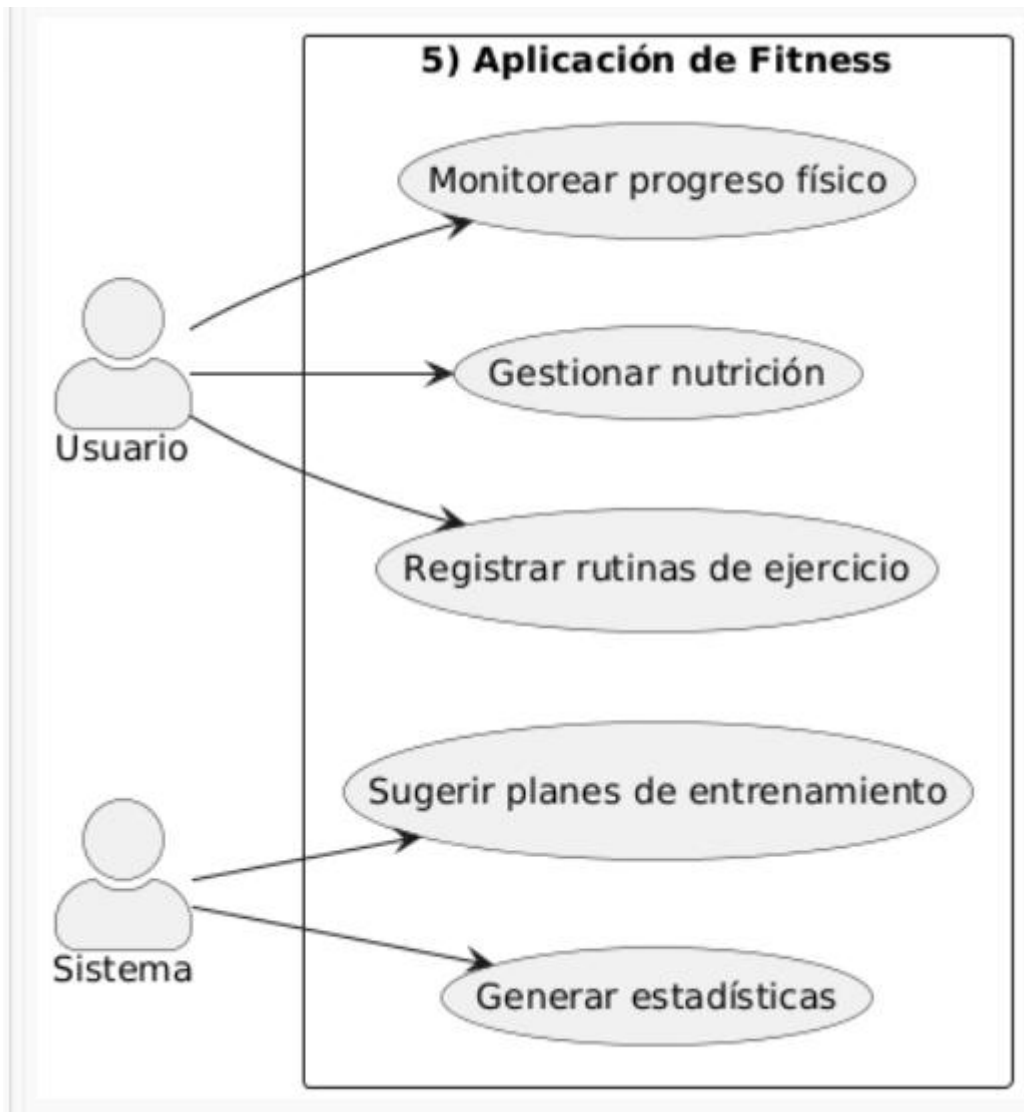 5) Aplicación de Fitness
Monitorear progreso físico
Gestionar nutrición
Usuario
Registrar rutinas de ejercicio
Sugerir planes de entrenamiento
Sistema
Generar estadísticas